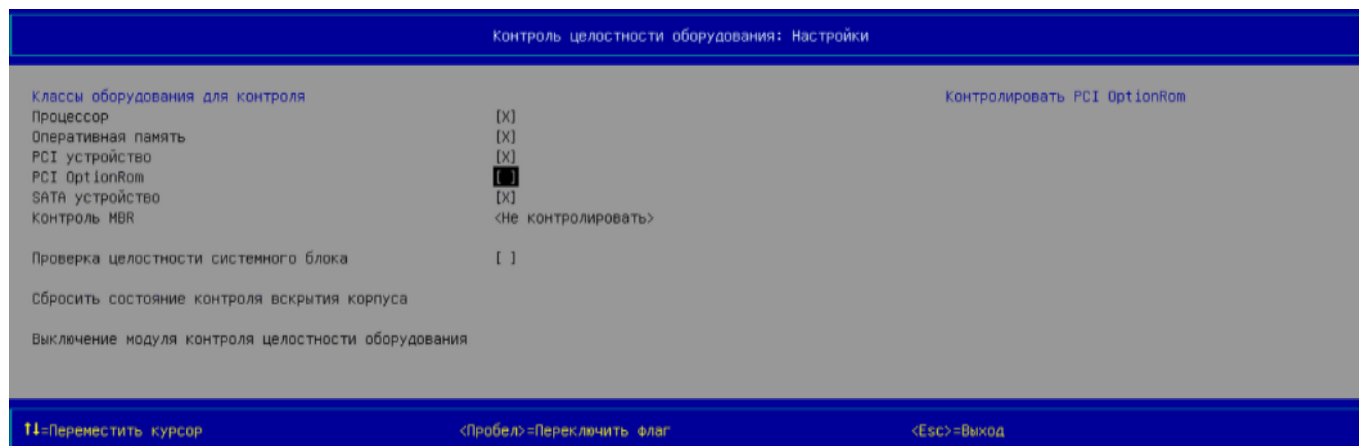 Контроль целостности оборудования: Настройки
Классы оборудования для контроля
Контролировать PCI OptionRom
Процессор [X]
Оперативная память [X]
PCI устройство [X]
PCI OptionRom [ ]
SATA устройство [X]
Контроль MBR <Не контролировать>
Проверка целостности системного блока [ ]
Сбросить состояние контроля вскрытия корпуса
Выключение модуля контроля целостности оборудования
↑↓=Переместить курсор <Пробел>=Переключить флаг <Esc>=Выход